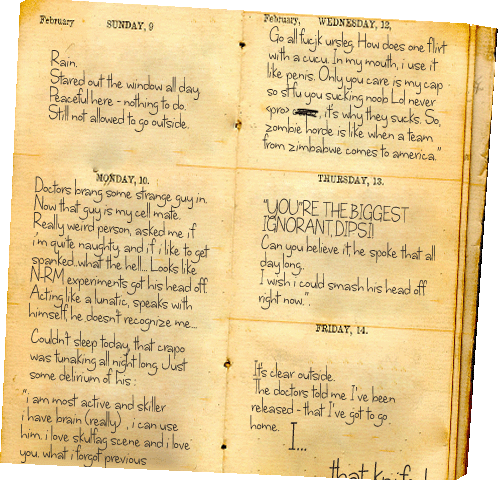 February SUNDAY, 9
Rain.
Stared out the window all day.
Peaceful here - nothing to do.
Still not allowed to go outside.
MONDAY, 10.
Doctors brang some strange guy in.
Now that guy is my cell mate.
Really weird person, asked me if
i'm quite naughty, and if i like to get
spanked..what the hell... Looks like
N-RM experiments got his head off.
Acting like a lunatic, speaks with
himself, he doesn't recognize me...
Couldn't sleep today, that crapo
was tunaking all night long. Just
some delirium of his:
"i am most active and skiller
i have brain (really) , i can use
him. i love skulltag scene and i love
you. what i forgot previous
February, WEDNESDAY, 12,
Go all fucjk ursleg. How does one flirt
with a cucu. In my mouth, i use it
like penis. Only you care is my cap -
so stfu you sucking noob Lol never
<pro> , it's why they sucks. So,
zombie horde is like when a team
from zimbabwe comes to america."
THURSDAY, 13.
"YOU"RE THE BIGGEST
IGNORANT, DIPS!)
Can you believe it, he spoke that all
day long.
I wish i could smash his head off
right now.."
FRIDAY, 14.
It's clear outside.
The doctors told me I've been
released - that I've got to go
home.
I...
that knife!